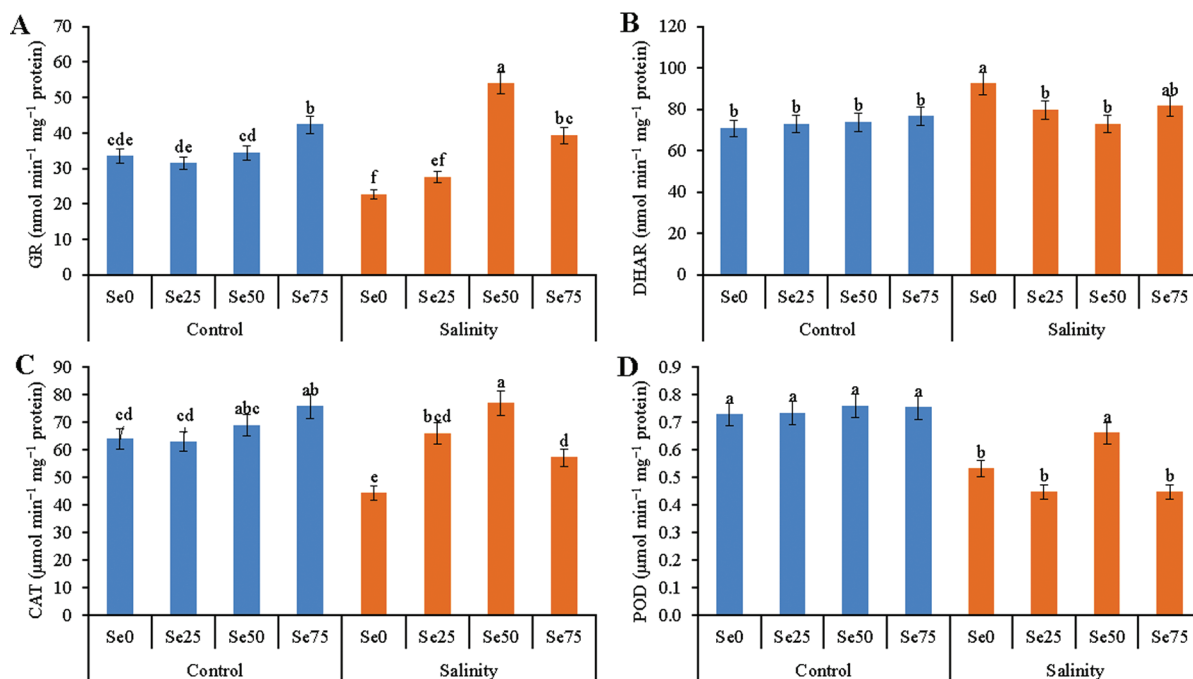 A
GR (nmol min⁻¹ mg⁻¹ protein)
70
60
50
40
30
20
10
0
cde
de
cd
b
f
ef
a
bc
Se0 Se25 Se50 Se75 Se0 Se25 Se50 Se75
Control Salinity
B
DHAR (nmol min⁻¹ mg⁻¹ protein)
120
100
80
60
40
20
0
b
b
b
b
a
b
b
ab
Se0 Se25 Se50 Se75 Se0 Se25 Se50 Se75
Control Salinity
C
CAT (µmol min⁻¹ mg⁻¹ protein)
90
80
70
60
50
40
30
20
10
0
cd
cd
abc
ab
e
bcd
a
d
Se0 Se25 Se50 Se75 Se0 Se25 Se50 Se75
Control Salinity
D
POD (µmol min⁻¹ mg⁻¹ protein)
0.9
0.8
0.7
0.6
0.5
0.4
0.3
0.2
0.1
0.0
a
a
a
a
b
b
a
b
Se0 Se25 Se50 Se75 Se0 Se25 Se50 Se75
Control Salinity